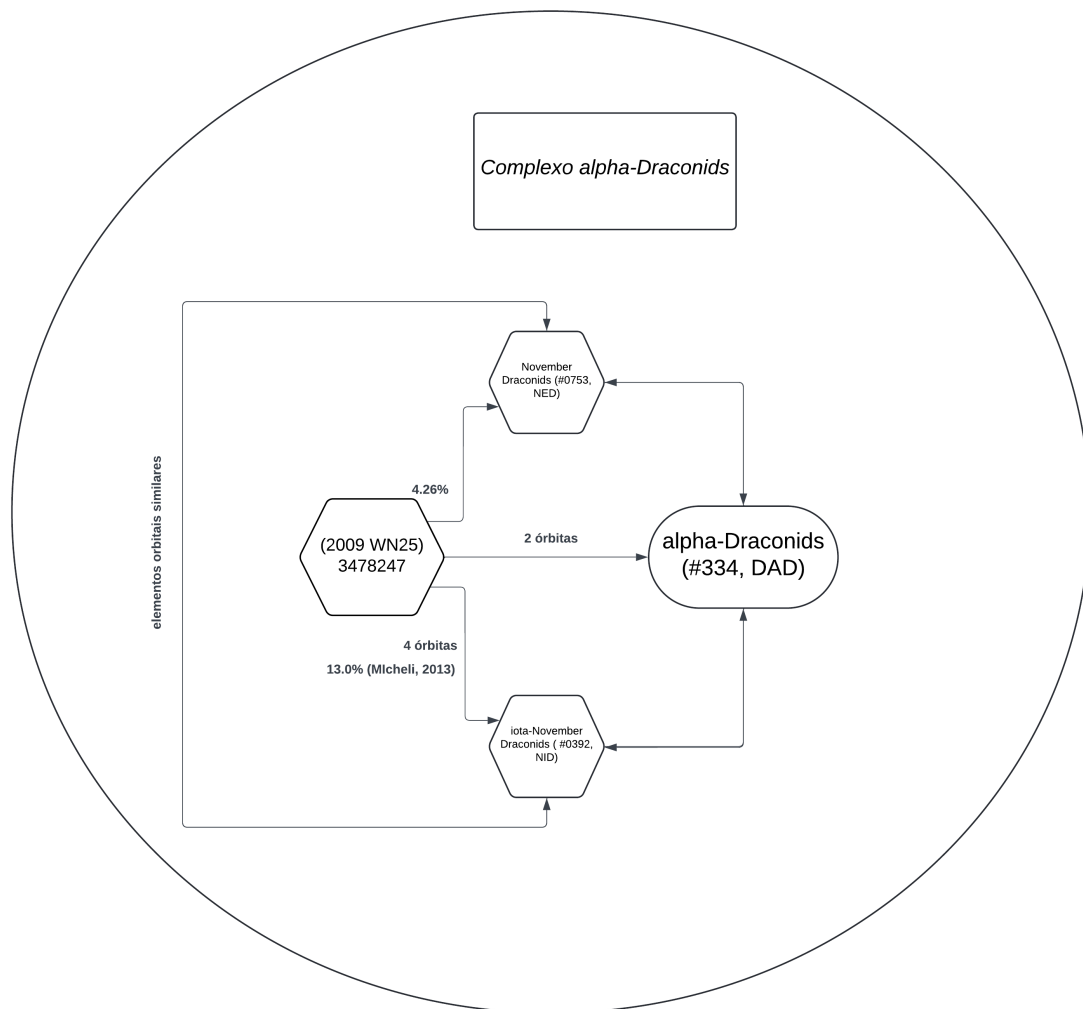 Complexo alpha-Draconids
November
Draconids (#0753,
NED)
elementos orbitais similares
4.26%
(2009 WN25)
3478247
2 órbitas
alpha-Draconids
(#334, DAD)
4 órbitas
13.0% (MIcheli, 2013)
iota-November
Draconids ( #0392,
NID)